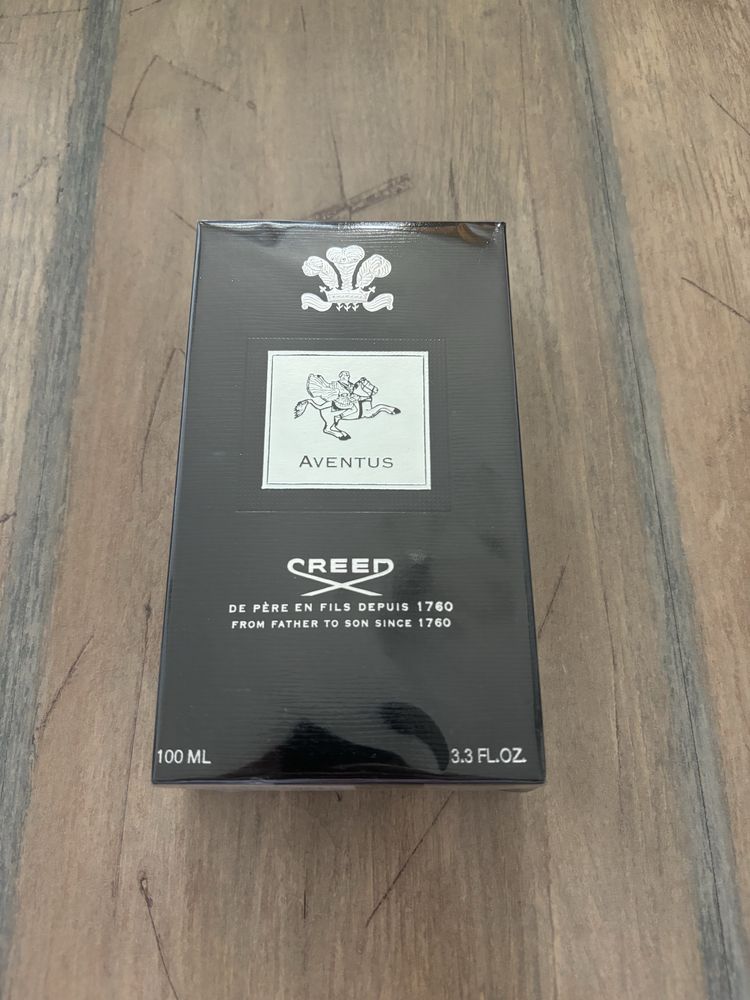 AVENTUS
CREED
DE PÈRE EN FILS DEPUIS 1760
FROM FATHER TO SON SINCE 1760
100 ML
3.3 FL.OZ.